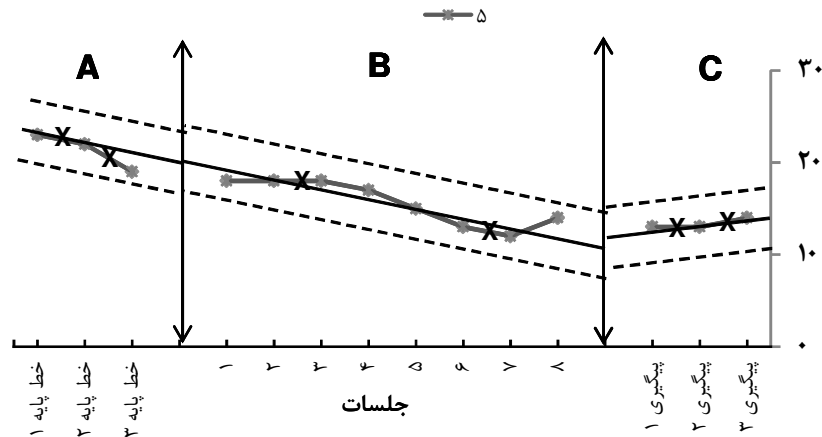 ۵
A B C
۳۰
۲۰
۱۰
۰
خط پایه ۱
خط پایه ۲
خط پایه ۳
۱
۲
۳
۴
۵
۶
۷
۸
پیگیری ۱
پیگیری ۲
پیگیری ۳
جلسات